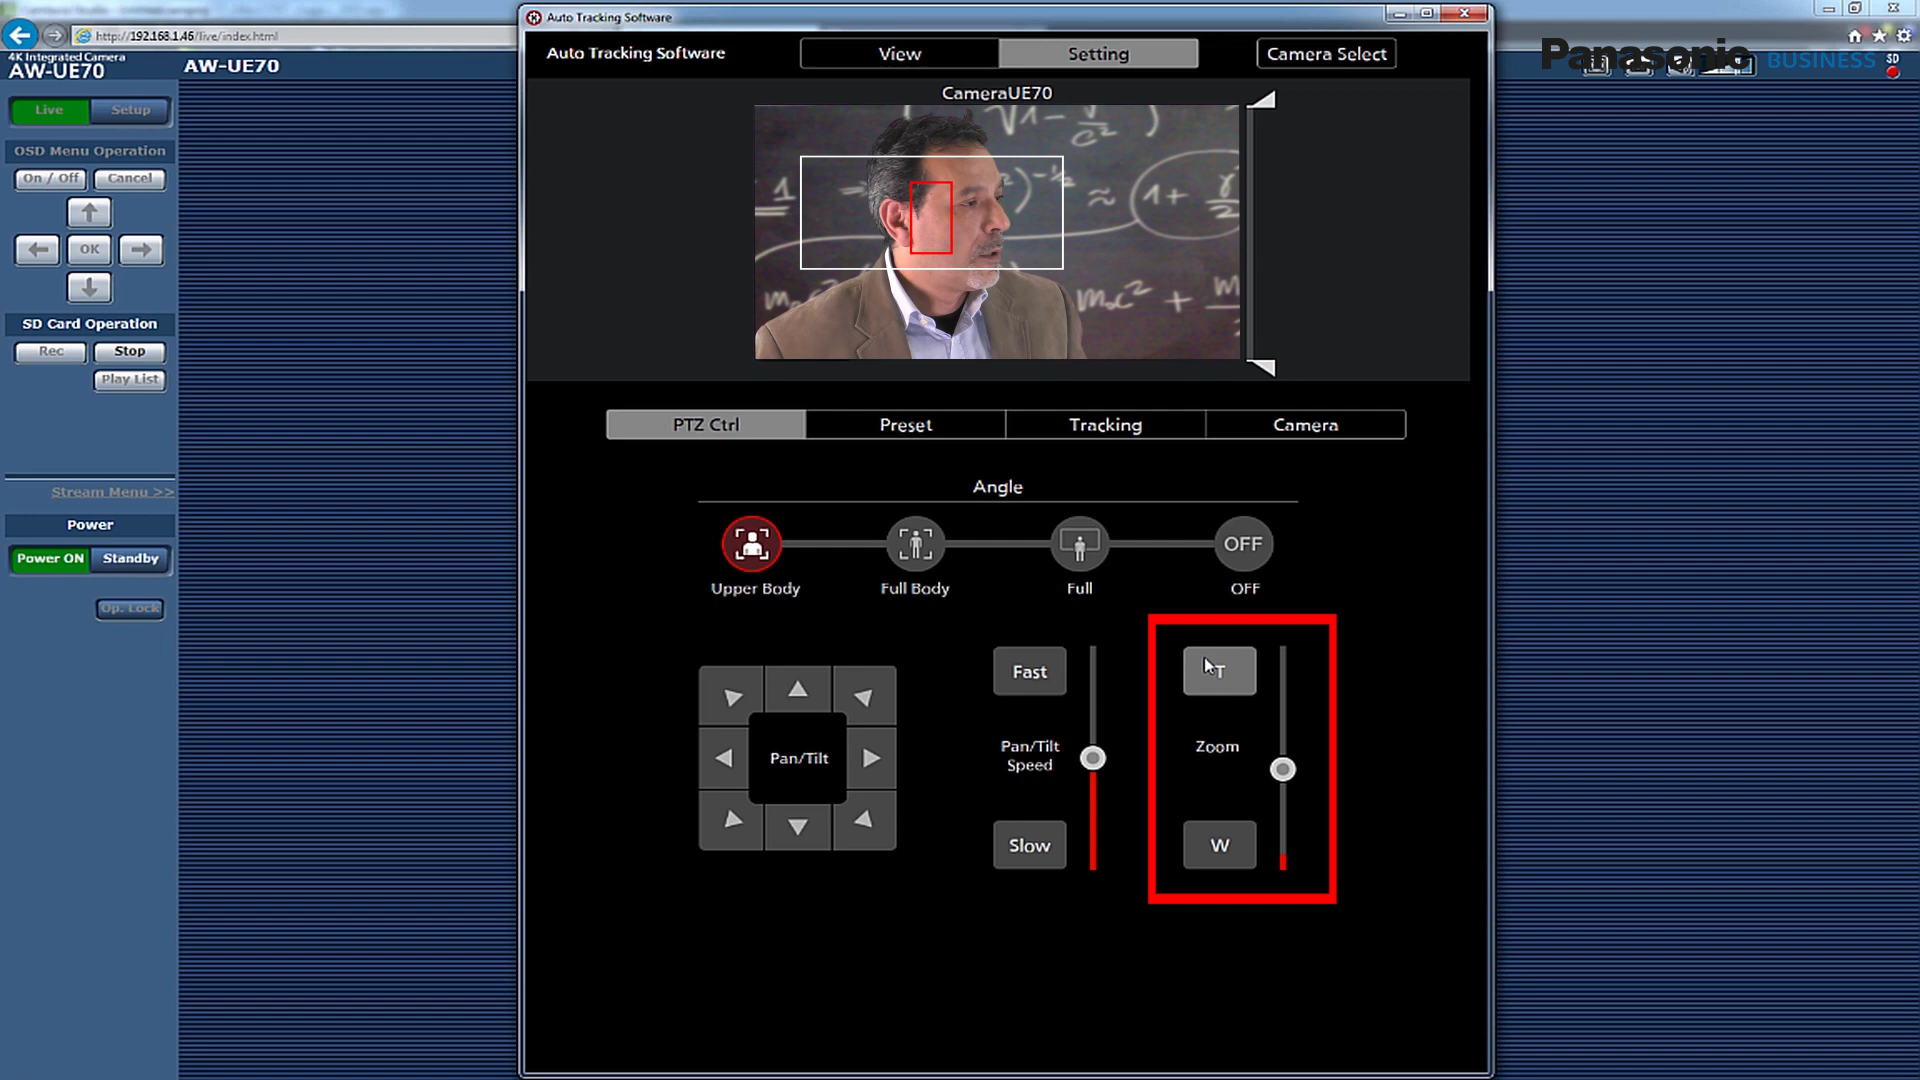 Auto Tracking Software
http://192.168.1.46/live/index.html
4K Integrated Camera
AW-UE70
AW-UE70
Auto Tracking Software
View
Setting
Camera Select
Panasonic BUSINESS
SD
CameraUE70
Live
Setup
OSD Menu Operation
On / Off
Cancel
OK
SD Card Operation
Rec
Stop
Play List
Stream Menu >>
Power
Power ON
Standby
Op. Lock
PTZ Ctrl
Preset
Tracking
Camera
Angle
OFF
Upper Body
Full Body
Full
OFF
Fast
T
Pan/Tilt
Pan/Tilt
Speed
Zoom
Slow
W